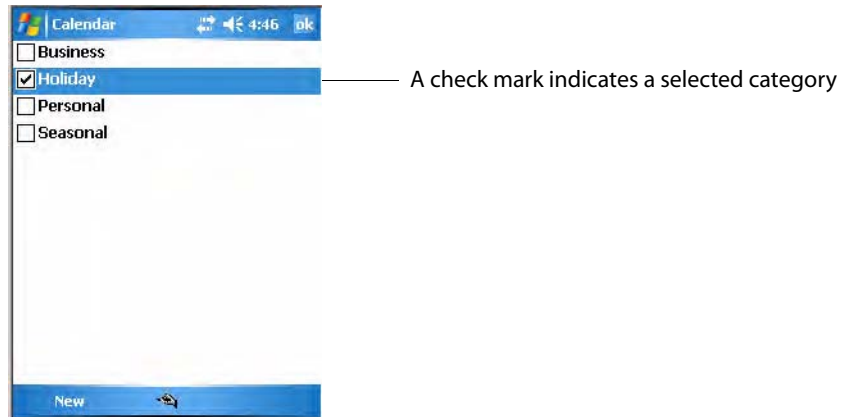 Calendar 4:46 ok
Business
Holiday
A check mark indicates a selected category
Personal
Seasonal
New